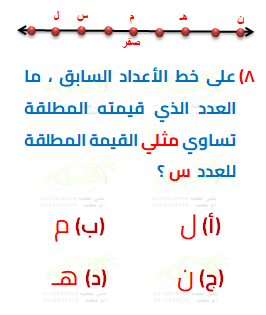 ل س م هـ ن
صفر
٨) على خط الأعداد السابق ، ما
العدد الذي قيمته المطلقة
تساوي مثلي القيمة المطلقة
للعدد س ؟
(أ) ل (ب) م
(ج) ن (د) هـ